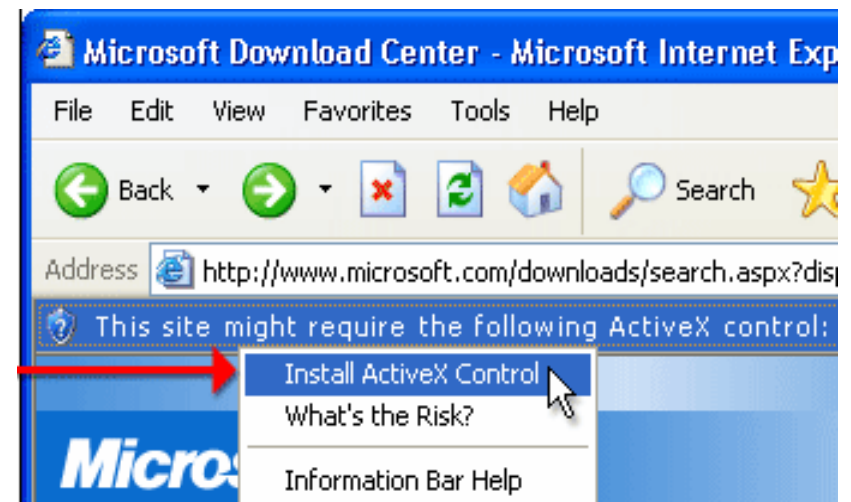 Microsoft Download Center - Microsoft Internet Exp
File Edit View Favorites Tools Help
Back Search
Address http://www.microsoft.com/downloads/search.aspx?dis
This site might require the following ActiveX control:
Install ActiveX Control
What's the Risk?
Micros
Information Bar Help